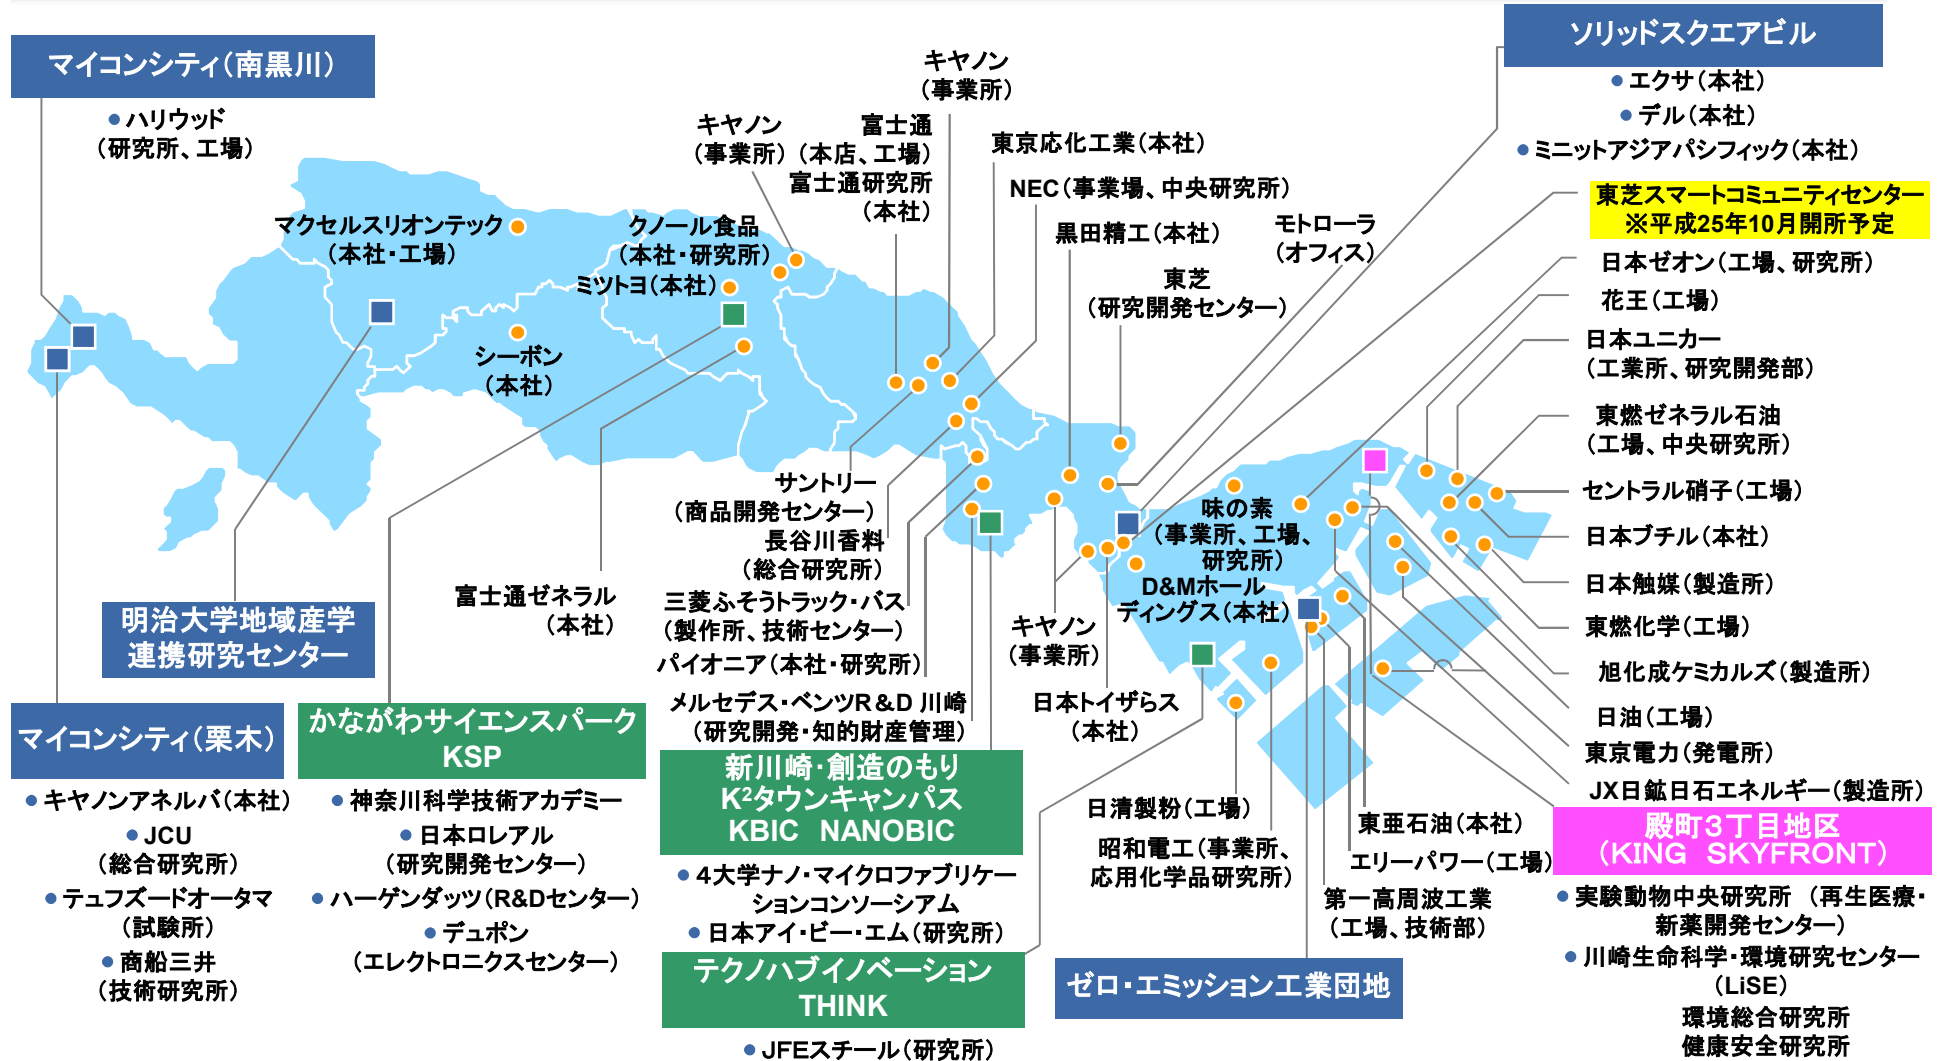 マイコンシティ(南黒川)
● ハリウッド
(研究所、工場)
キヤノン
(事業所)
キヤノン
(事業所)
富士通
(本店、工場)
富士通研究所
(本社)
東京応化工業(本社)
NEC(事業場、中央研究所)
黒田精工(本社)
東芝
(研究開発センター)
モトローラ
(オフィス)
ソリッドスクエアビル
● エクサ(本社)
● デル(本社)
● ミニットアジアパシフィック(本社)
東芝スマートコミュニティセンター
※平成25年10月開所予定
日本ゼオン(工場、研究所)
花王(工場)
日本ユニカー
(工業所、研究開発部)
東燃ゼネラル石油
(工場、中央研究所)
セントラル硝子(工場)
日本ブチル(本社)
日本触媒(製造所)
東燃化学(工場)
旭化成ケミカルズ(製造所)
日油(工場)
東京電力(発電所)
JX日鉱日石エネルギー(製造所)
マクセルスリオンテック
(本社・工場)
クノール食品
(本社・研究所)
ミツトヨ(本社)
シーボン
(本社)
サントリー
(商品開発センター)
長谷川香料
(総合研究所)
三菱ふそうトラック・バス
(製作所、技術センター)
パイオニア(本社・研究所)
メルセデス・ベンツR&D 川崎
(研究開発・知的財産管理)
富士通ゼネラル
(本社)
キヤノン
(事業所)
日本トイザらス
(本社)
味の素
(事業所、工場、
研究所)
D&Mホール
ディングス(本社)
日清製粉(工場)
昭和電工(事業所、
応用化学品研究所)
東亜石油(本社)
エリーパワー(工場)
第一高周波工業
(工場、技術部)
明治大学地域産学
連携研究センター
マイコンシティ(栗木)
● キヤノンアネルバ(本社)
● JCU
(総合研究所)
● テュフズードオータマ
(試験所)
● 商船三井
(技術研究所)
かながわサイエンスパーク
KSP
● 神奈川科学技術アカデミー
● 日本ロレアル
(研究開発センター)
● ハーゲンダッツ(R&Dセンター)
● デュポン
(エレクトロニクスセンター)
新川崎・創造のもり
K²タウンキャンパス
KBIC NANOBIC
● 4大学ナノ・マイクロファブリケー
ションコンソーシアム
● 日本アイ・ビー・エム(研究所)
テクノハブイノベーション
THINK
● JFEスチール(研究所)
ゼロ・エミッション工業団地
殿町3丁目地区
(KING SKYFRONT)
● 実験動物中央研究所 (再生医療・
新薬開発センター)
● 川崎生命科学・環境研究センター
(LiSE)
環境総合研究所
健康安全研究所